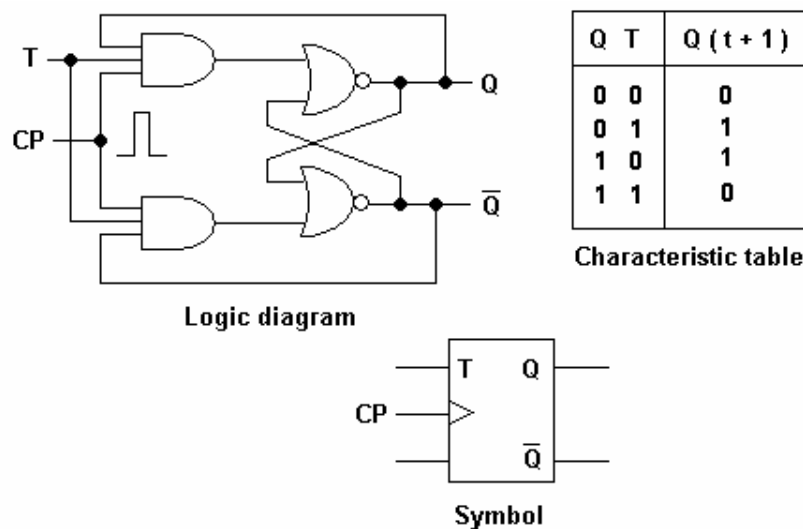 T
CP
Q
Q̅
Logic diagram
Q T Q ( t + 1 )
0 0 0
0 1 1
1 0 1
1 1 0
Characteristic table
T Q
CP
Q̅
Symbol